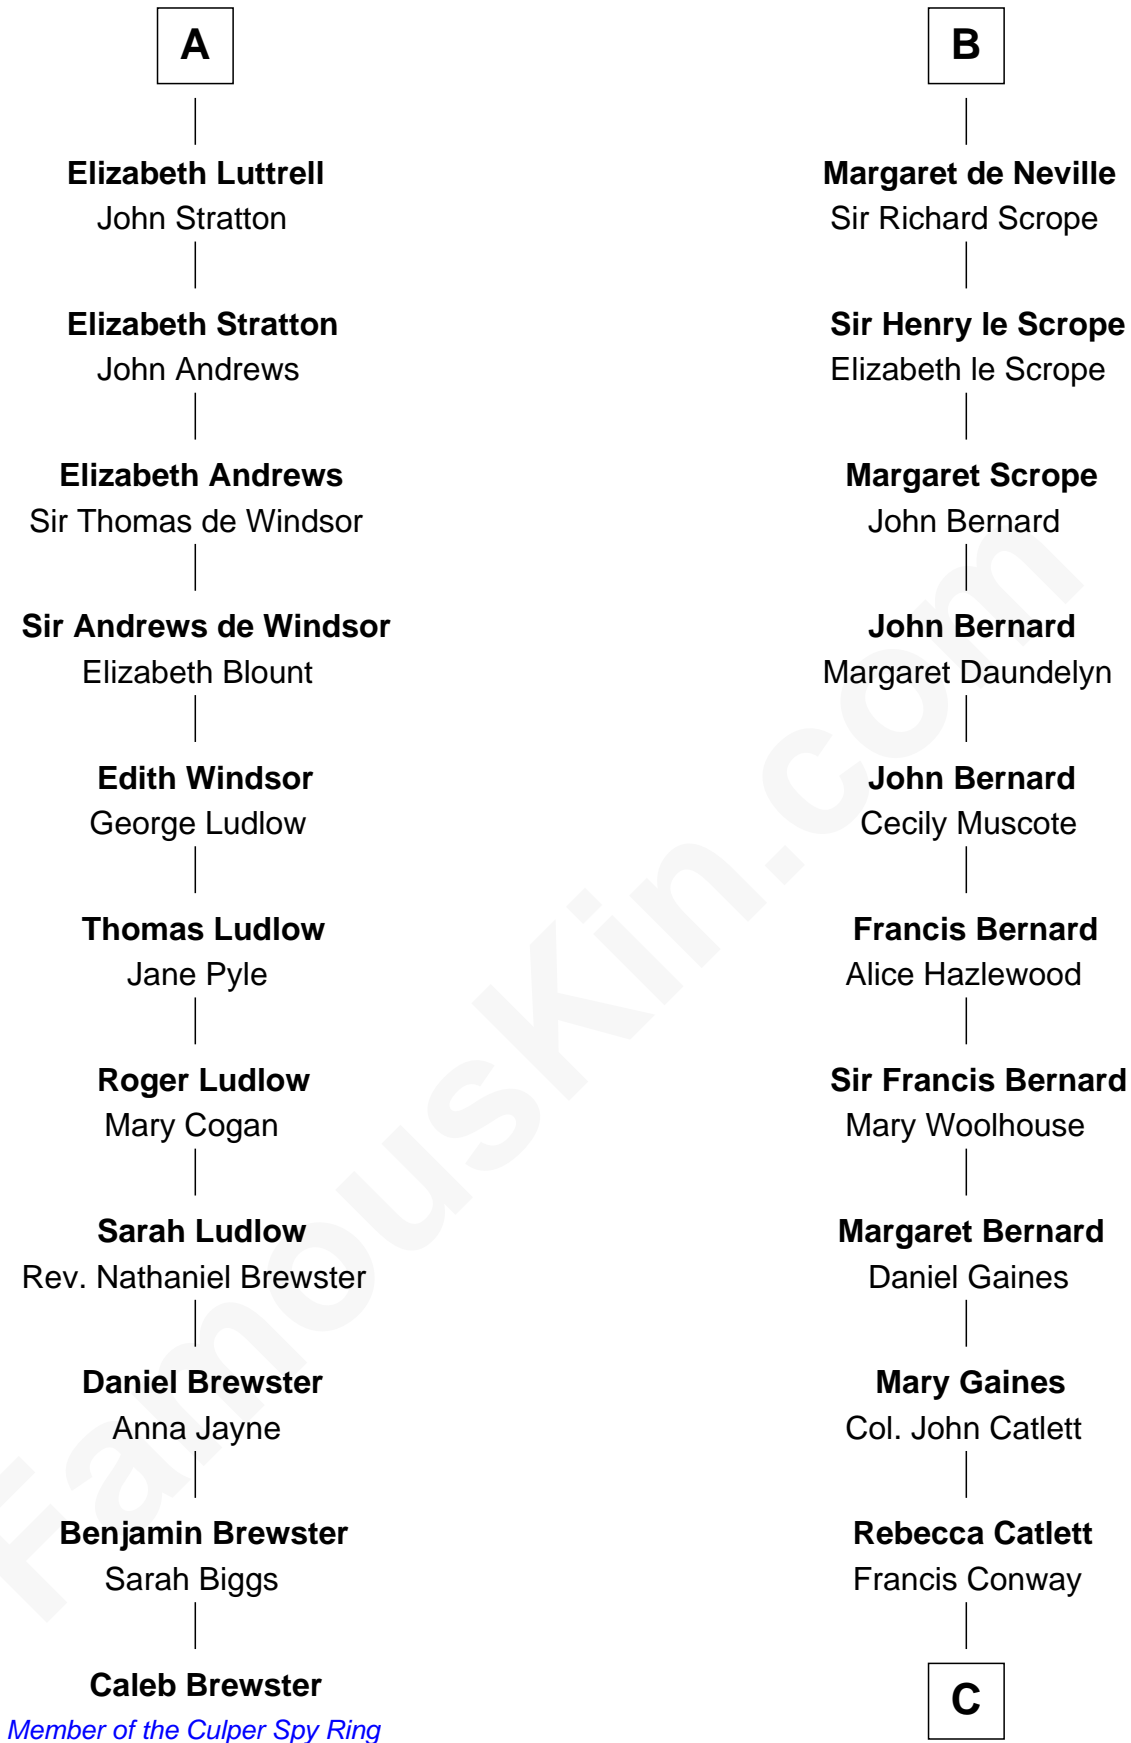 A
Elizabeth Luttrell
John Stratton
Elizabeth Stratton
John Andrews
Elizabeth Andrews
Sir Thomas de Windsor
Sir Andrews de Windsor
Elizabeth Blount
Edith Windsor
George Ludlow
Thomas Ludlow
Jane Pyle
Roger Ludlow
Mary Cogan
Sarah Ludlow
Rev. Nathaniel Brewster
Daniel Brewster
Anna Jayne
Benjamin Brewster
Sarah Biggs
Caleb Brewster
Member of the Culper Spy Ring
B
Margaret de Neville
Sir Richard Scrope
Sir Henry le Scrope
Elizabeth le Scrope
Margaret Scrope
John Bernard
John Bernard
Margaret Daundelyn
John Bernard
Cecily Muscote
Francis Bernard
Alice Hazlewood
Sir Francis Bernard
Mary Woolhouse
Margaret Bernard
Daniel Gaines
Mary Gaines
Col. John Catlett
Rebecca Catlett
Francis Conway
C
FamousKin.com